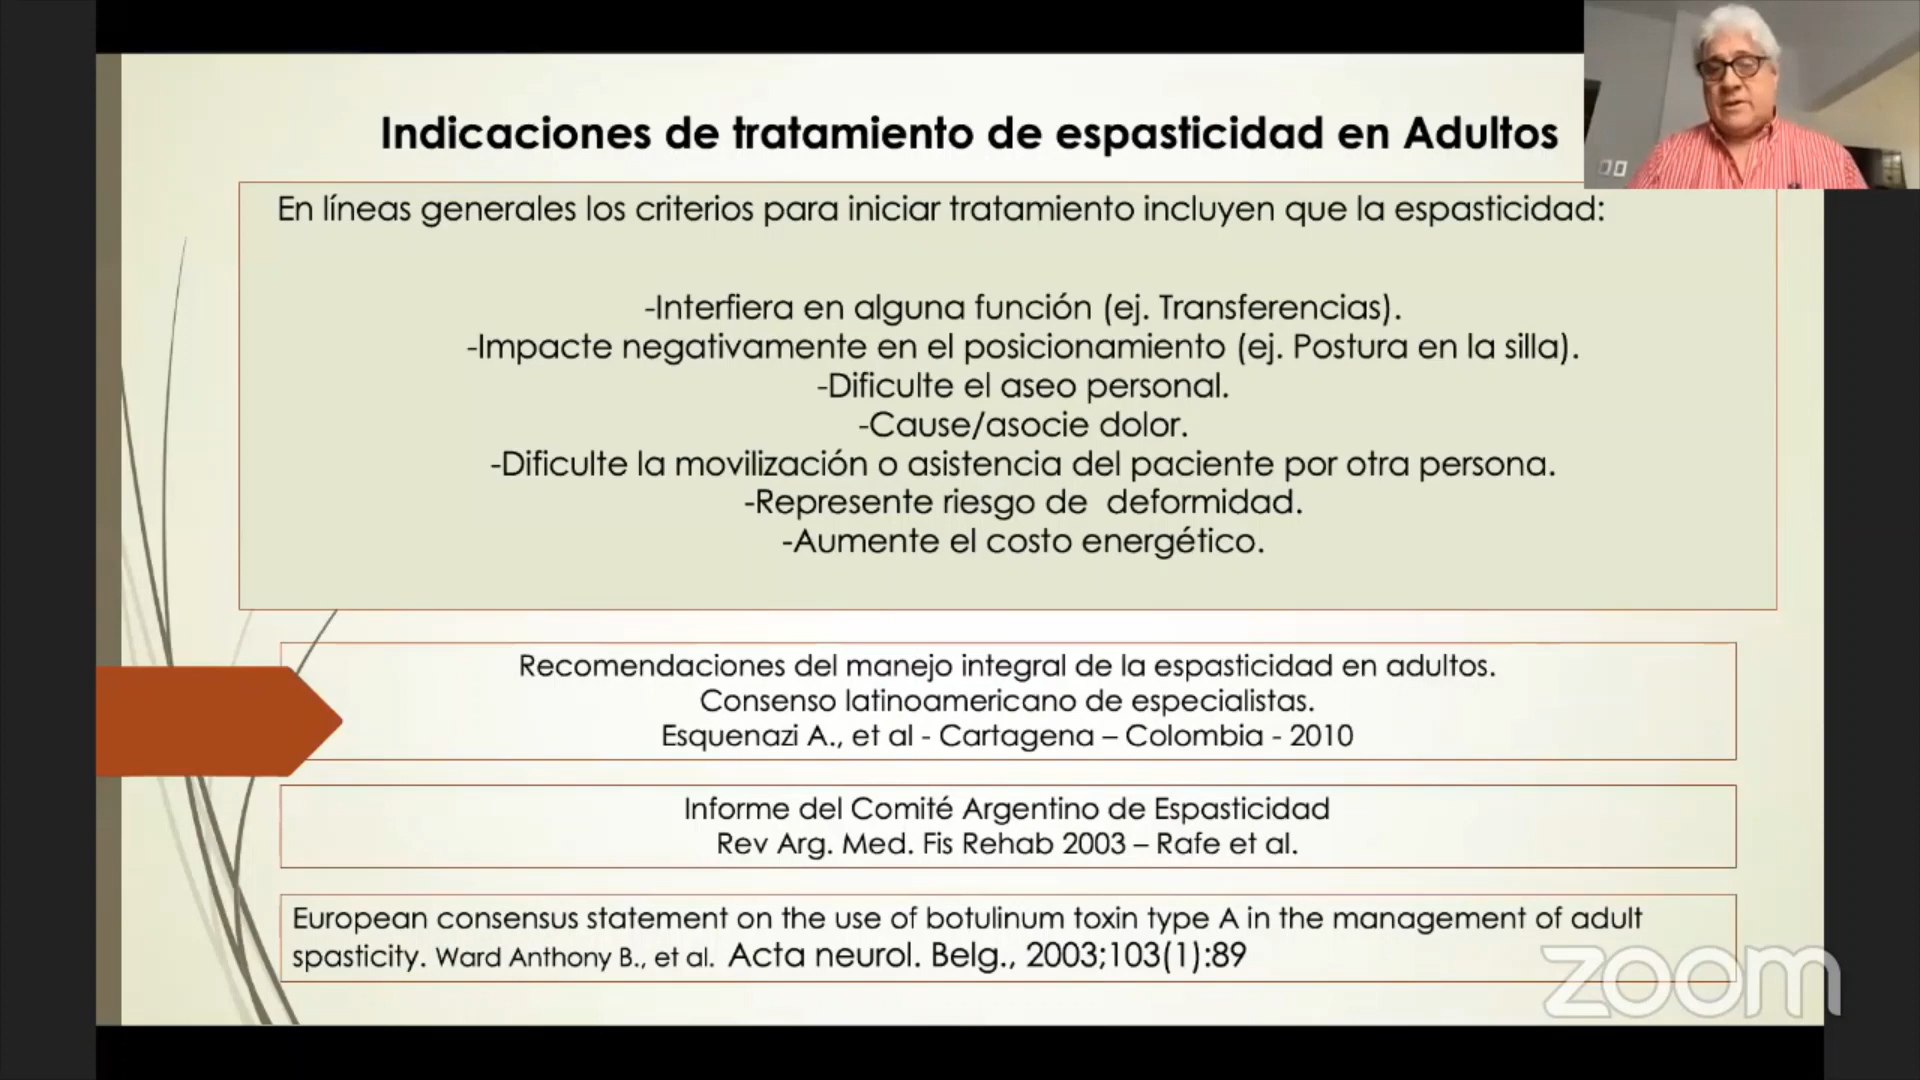 Indicaciones de tratamiento de espasticidad en Adultos
En líneas generales los criterios para iniciar tratamiento incluyen que la espasticidad:
-Interfiera en alguna función (ej. Transferencias).
-Impacte negativamente en el posicionamiento (ej. Postura en la silla).
-Dificulte el aseo personal.
-Cause/asocie dolor.
-Dificulte la movilización o asistencia del paciente por otra persona.
-Represente riesgo de  deformidad.
-Aumente el costo energético.
Recomendaciones del manejo integral de la espasticidad en adultos.
Consenso latinoamericano de especialistas.
Esquenazi A., et al - Cartagena – Colombia - 2010
Informe del Comité Argentino de Espasticidad
Rev Arg. Med. Fis Rehab 2003 – Rafe et al.
European consensus statement on the use of botulinum toxin type A in the management of adult
spasticity. Ward Anthony B., et al. Acta neurol. Belg., 2003;103(1):89
zoom